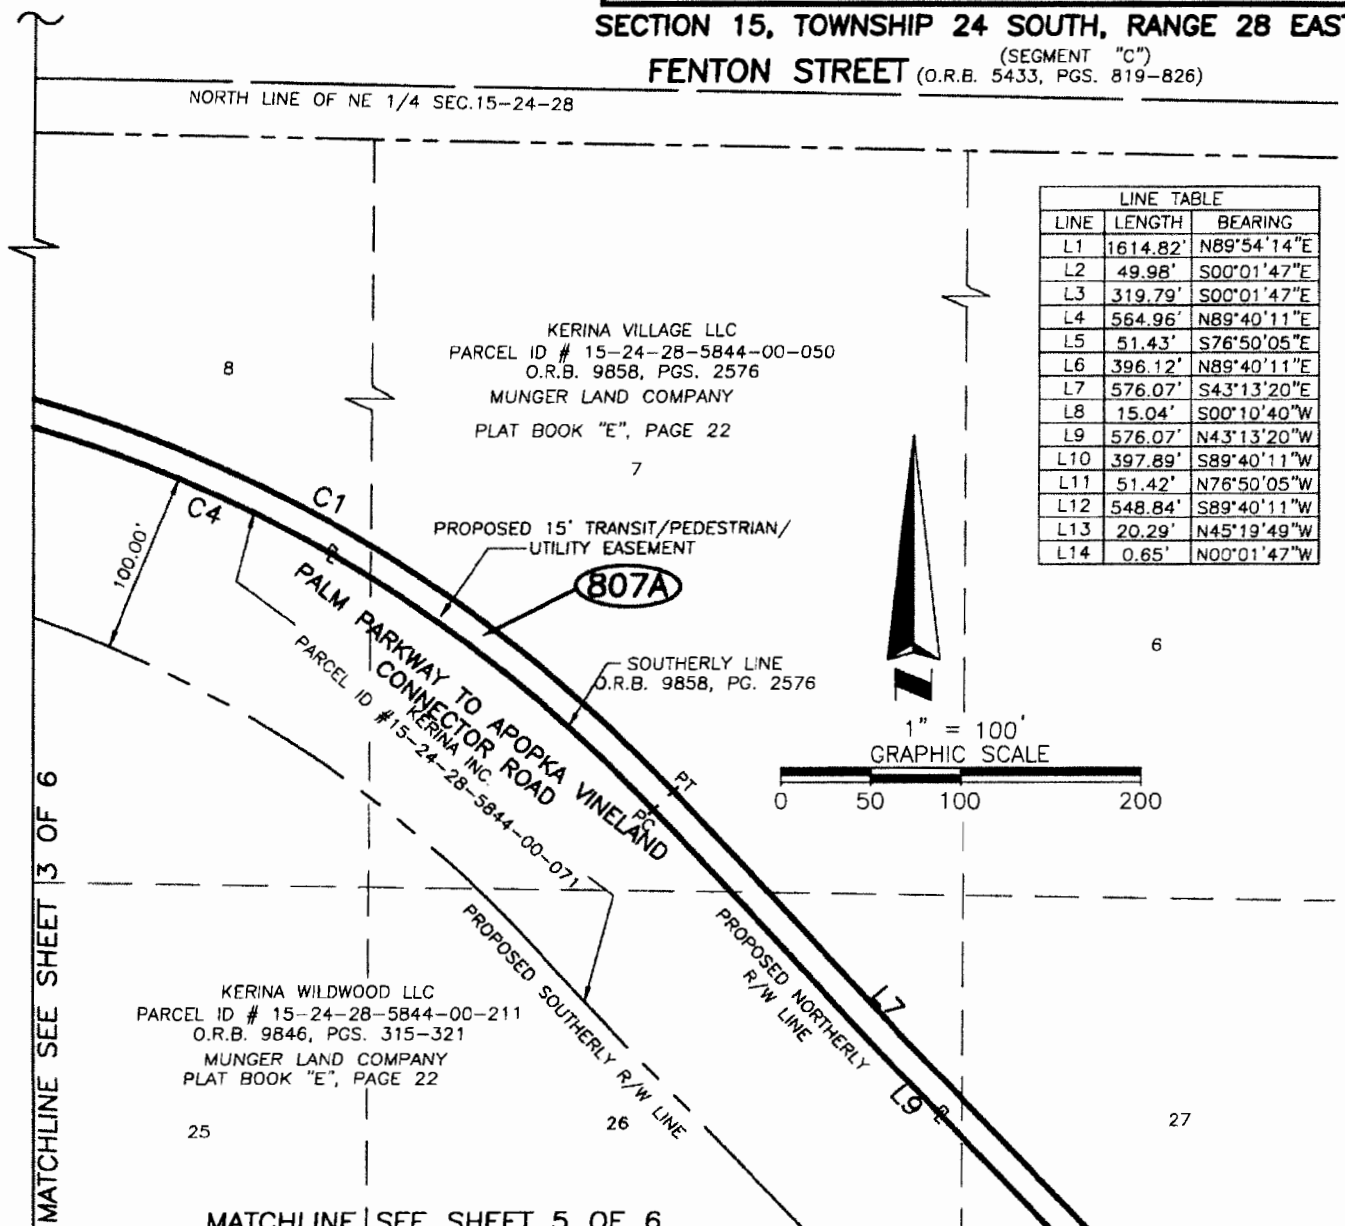 SECTION 15, TOWNSHIP 24 SOUTH, RANGE 28 EAST
(SEGMENT "C")
FENTON STREET (O.R.B. 5433, PGS. 819-826)
NORTH LINE OF NE 1/4 SEC.15-24-28
LINE TABLE
LINE LENGTH BEARING
L1 1614.82' N89°54'14"E
L2 49.98' S00°01'47"E
L3 319.79' S00°01'47"E
L4 564.96' N89°40'11"E
L5 51.43' S76°50'05"E
L6 396.12' N89°40'11"E
L7 576.07' S43°13'20"E
L8 15.04' S00°10'40"W
L9 576.07' N43°13'20"W
L10 397.89' S89°40'11"W
L11 51.42' N76°50'05"W
L12 548.84' S89°40'11"W
L13 20.29' N45°19'49"W
L14 0.65' N00°01'47"W
KERINA VILLAGE LLC
PARCEL ID # 15-24-28-5844-00-050
O.R.B. 9858, PGS. 2576
MUNGER LAND COMPANY
PLAT BOOK "E", PAGE 22
8
7
6
C1
C4
100.00'
PROPOSED 15' TRANSIT/PEDESTRIAN/
UTILITY EASEMENT
807A
PALM PARKWAY TO APOPKA VINELAND
CONNECTOR ROAD
KERINA INC.
PARCEL ID #15-24-28-5844-00-071
SOUTHERLY LINE
O.R.B. 9858, PG. 2576
1" = 100'
GRAPHIC SCALE
0 50 100 200
PT
PC
PROPOSED NORTHERLY
R/W LINE
PROPOSED SOUTHERLY R/W LINE
L7
L9
KERINA WILDWOOD LLC
PARCEL ID # 15-24-28-5844-00-211
O.R.B. 9846, PGS. 315-321
MUNGER LAND COMPANY
PLAT BOOK "E", PAGE 22
25
26
27
MATCHLINE SEE SHEET 3 OF 6
MATCHLINE SEE SHEET 5 OF 6